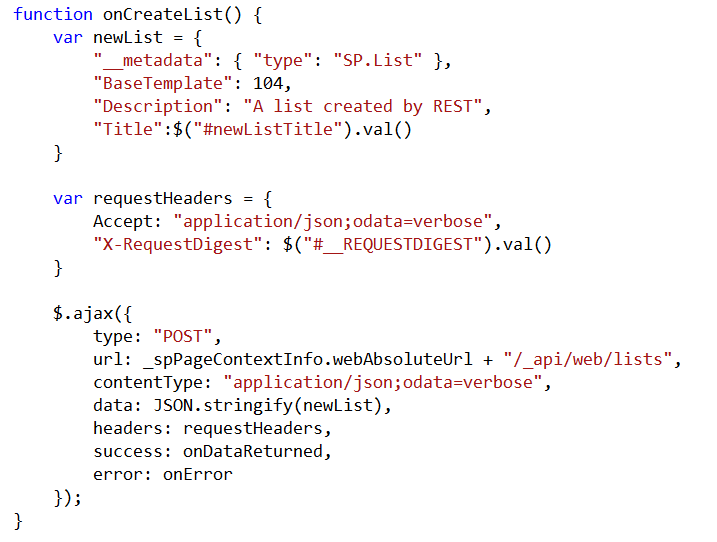 function onCreateList() {
    var newList = {
        "__metadata": { "type": "SP.List" },
        "BaseTemplate": 104,
        "Description": "A list created by REST",
        "Title":$("#newListTitle").val()
    }

    var requestHeaders = {
        Accept: "application/json;odata=verbose",
        "X-RequestDigest": $("#__REQUESTDIGEST").val()
    }

    $.ajax({
        type: "POST",
        url: _spPageContextInfo.webAbsoluteUrl + "/_api/web/lists",
        contentType: "application/json;odata=verbose",
        data: JSON.stringify(newList),
        headers: requestHeaders,
        success: onDataReturned,
        error: onError
    });
}